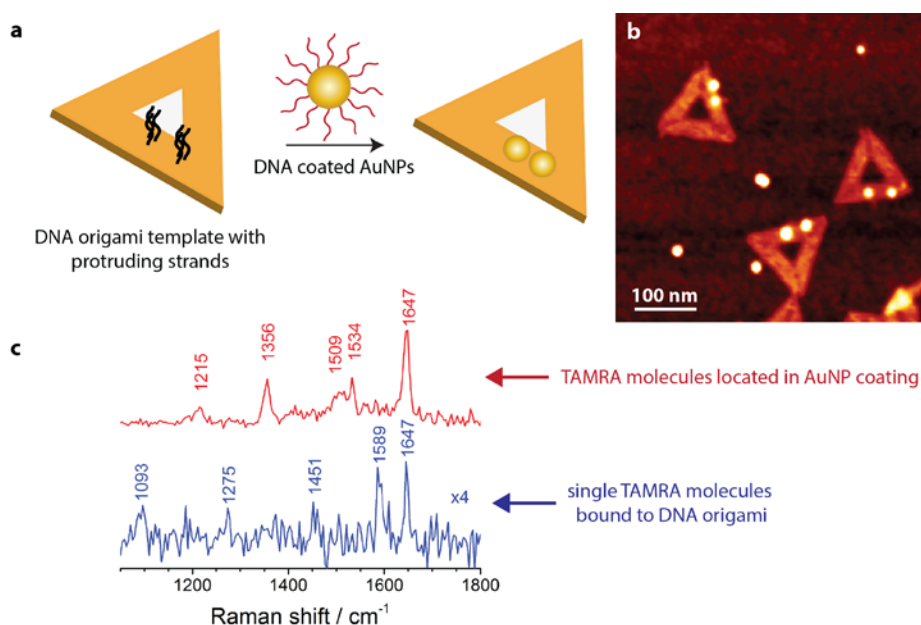 a
DNA coated AuNPs
DNA origami template with
protruding strands
b
100 nm
c
1215
1356
1509
1534
1647
TAMRA molecules located in AuNP coating
1093
1275
1451
1589
1647
x4
single TAMRA molecules
bound to DNA origami
1200
1400
1600
1800
Raman shift / cm⁻¹